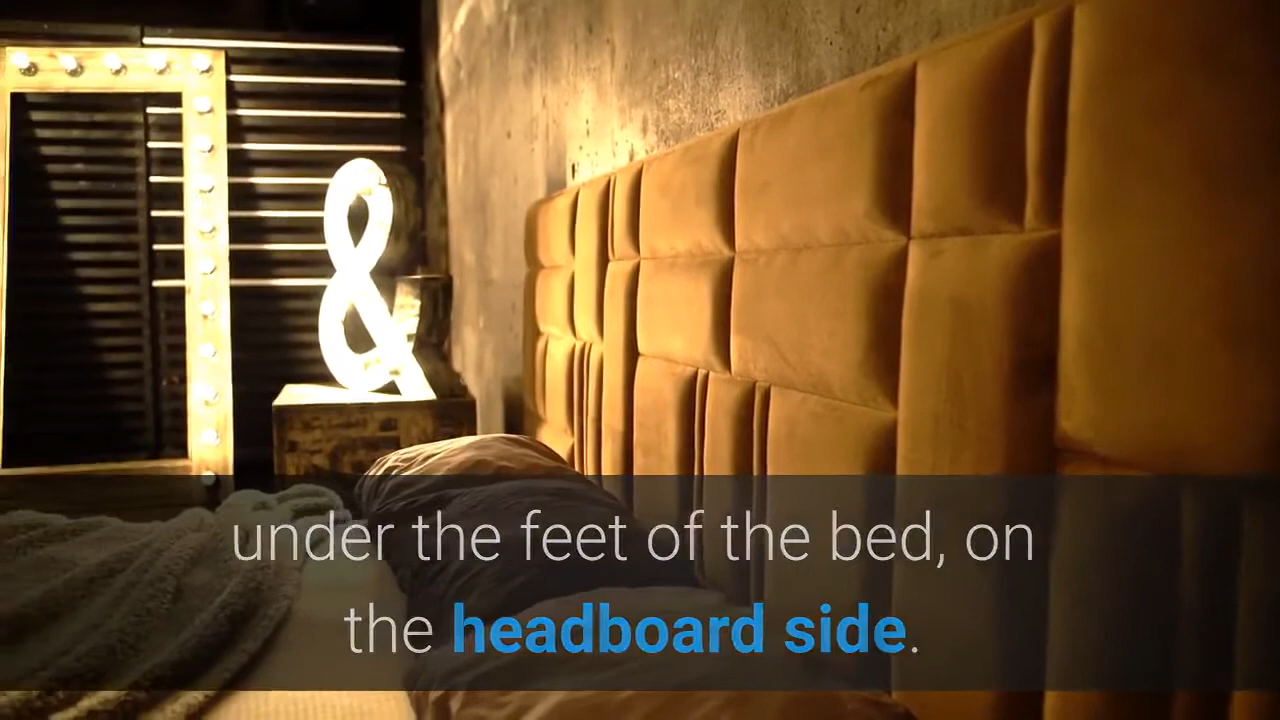 &
under the feet of the bed, on
the headboard side.